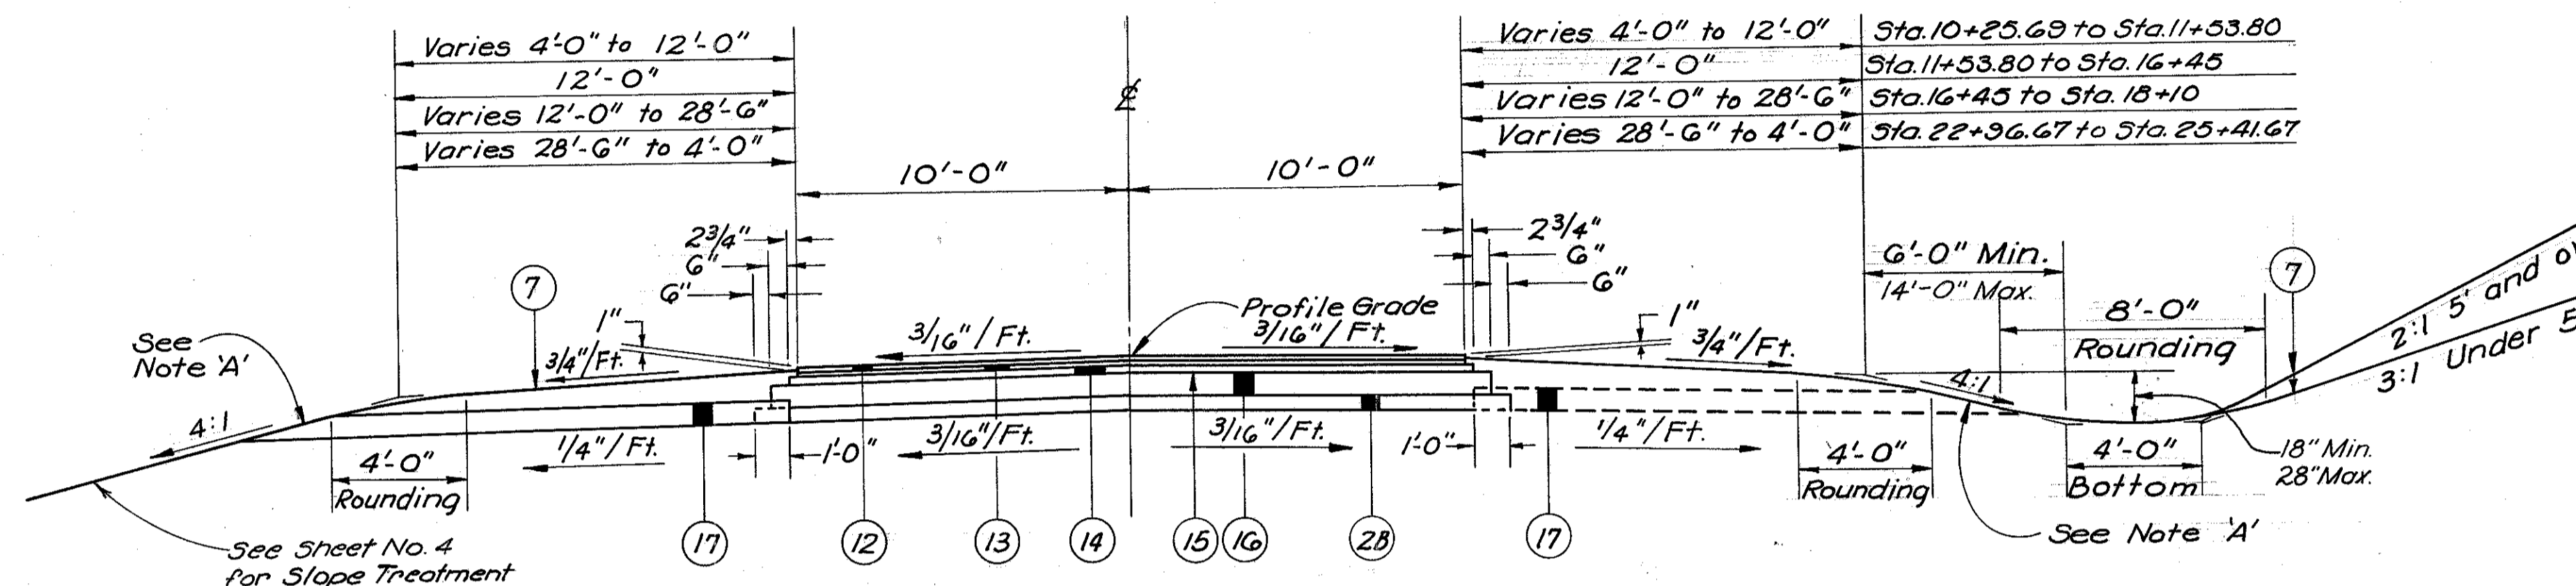 Varies 4'-0" to 12'-0"
12'-0"
Varies 12'-0" to 28'-6"
Varies 28'-6" to 4'-0"
℄
Varies 4'-0" to 12'-0" Sta. 10+25.69 to Sta. 11+53.80
12'-0" Sta. 11+53.80 to Sta. 16+45
Varies 12'-0" to 28'-6" Sta. 16+45 to Sta. 18+10
Varies 28'-6" to 4'-0" Sta. 22+96.67 to Sta. 25+41.67
10'-0" 10'-0"
2 3/4"
6"
6"
2 3/4"
6"
6"
6'-0" Min.
14'-0" Max.
7
7
8'-0"
Rounding
2:1 5' and
3:1 Under
See
Note 'A'
1"
3/4"/Ft.
3/16"/Ft.
Profile Grade
3/16"/Ft.
1"
3/4"/Ft.
4:1
4:1
1/4"/Ft.
1'-0"
3/16"/Ft.
3/16"/Ft.
1'-0"
1/4"/Ft.
4'-0"
Rounding
4'-0"
Rounding
4'-0"
Bottom
18" Min.
28" Max.
17 12 13 14 15 16 28 17
See Note 'A'
See Sheet No. 4
for Slope Treatment